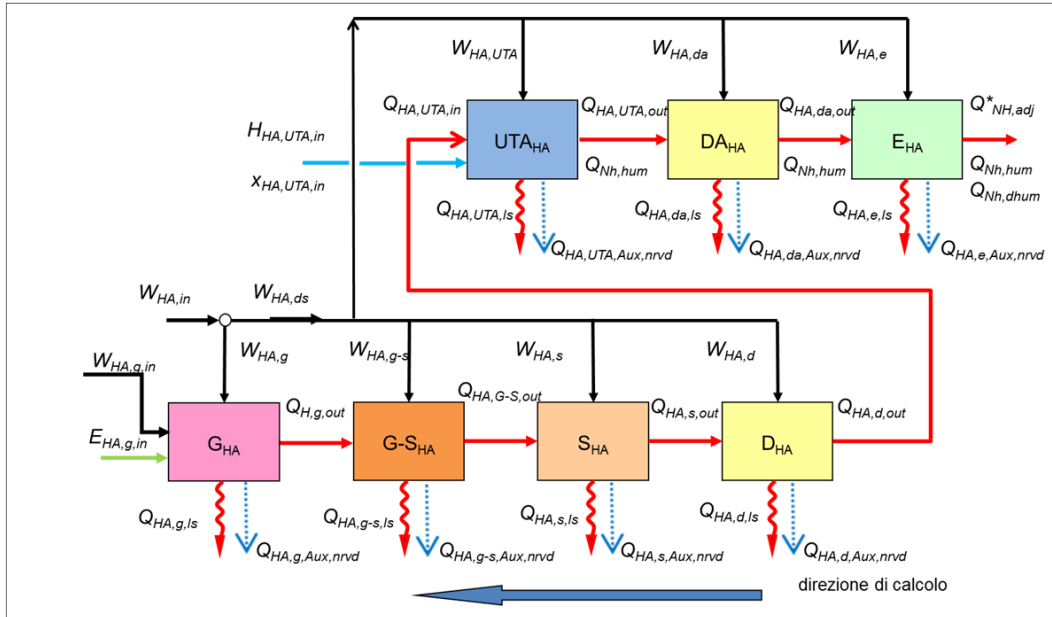 W_HA,UTA W_HA,da W_HA,e
Q_HA,UTA,in Q_HA,UTA,out Q_HA,da,out Q*_NH,adj
H_HA,UTA,in
UTA_HA DA_HA E_HA
Q_Nh,hum Q_Nh,hum Q_Nh,hum
x_HA,UTA,in
Q_Nh,dhum
Q_HA,UTA,ls Q_HA,da,ls Q_HA,e,ls
Q_HA,UTA,Aux,nrvd Q_HA,da,Aux,nrvd Q_HA,e,Aux,nrvd
W_HA,in W_HA,ds
W_HA,g W_HA,g-s W_HA,s W_HA,d
W_HA,g,in
Q_H,g,out Q_HA,G-S,out Q_HA,s,out Q_HA,d,out
E_HA,g,in
G_HA G-S_HA S_HA D_HA
Q_HA,g,ls Q_HA,g-s,ls Q_HA,s,ls Q_HA,d,ls
Q_HA,g,Aux,nrvd Q_HA,g-s,Aux,nrvd Q_HA,s,Aux,nrvd Q_HA,d,Aux,nrvd
direzione di calcolo